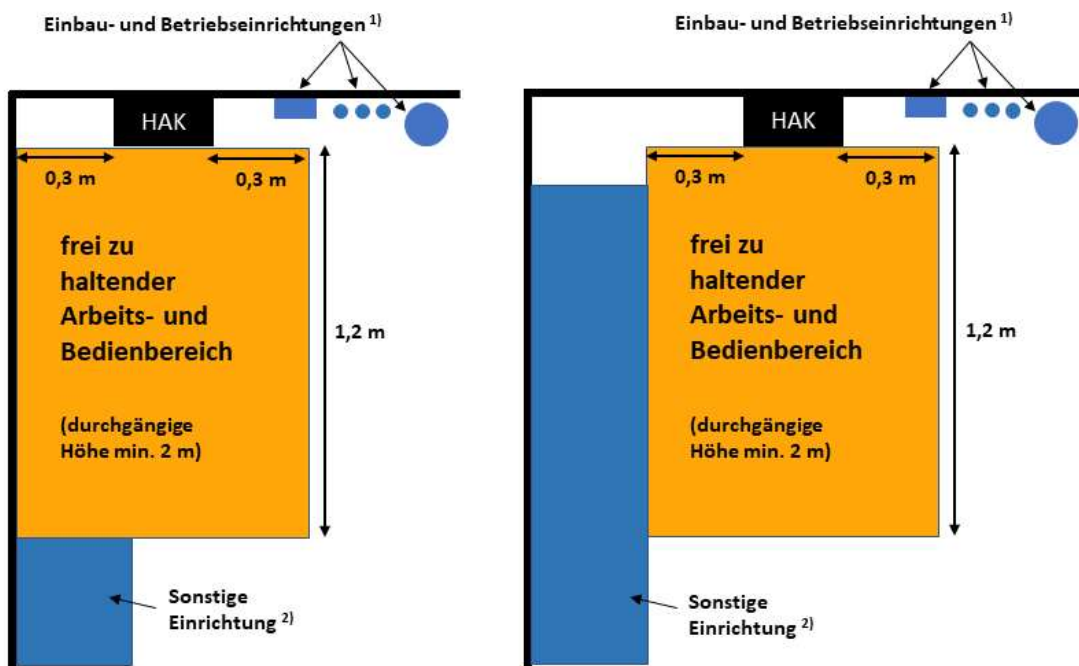 Einbau- und Betriebseinrichtungen 1)
HAK
0,3 m
0,3 m
frei zu
haltender
Arbeits- und
Bedienbereich
(durchgängige
Höhe min. 2 m)
1,2 m
Sonstige
Einrichtung 2)
Einbau- und Betriebseinrichtungen 1)
HAK
0,3 m
0,3 m
frei zu
haltender
Arbeits- und
Bedienbereich
(durchgängige
Höhe min. 2 m)
1,2 m
Sonstige
Einrichtung 2)